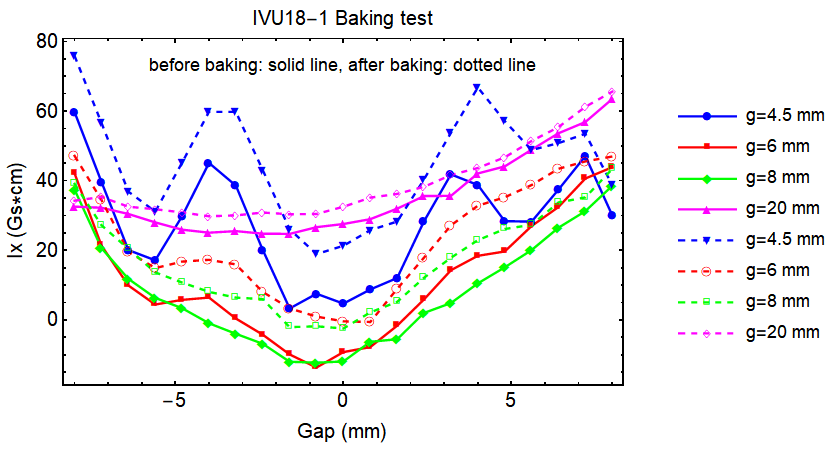 IVU18-1 Baking test
before baking: solid line, after baking: dotted line
80
60
40
20
0
Ix (Gs*cm)
-5
0
5
Gap (mm)
g=4.5 mm
g=6 mm
g=8 mm
g=20 mm
g=4.5 mm
g=6 mm
g=8 mm
g=20 mm